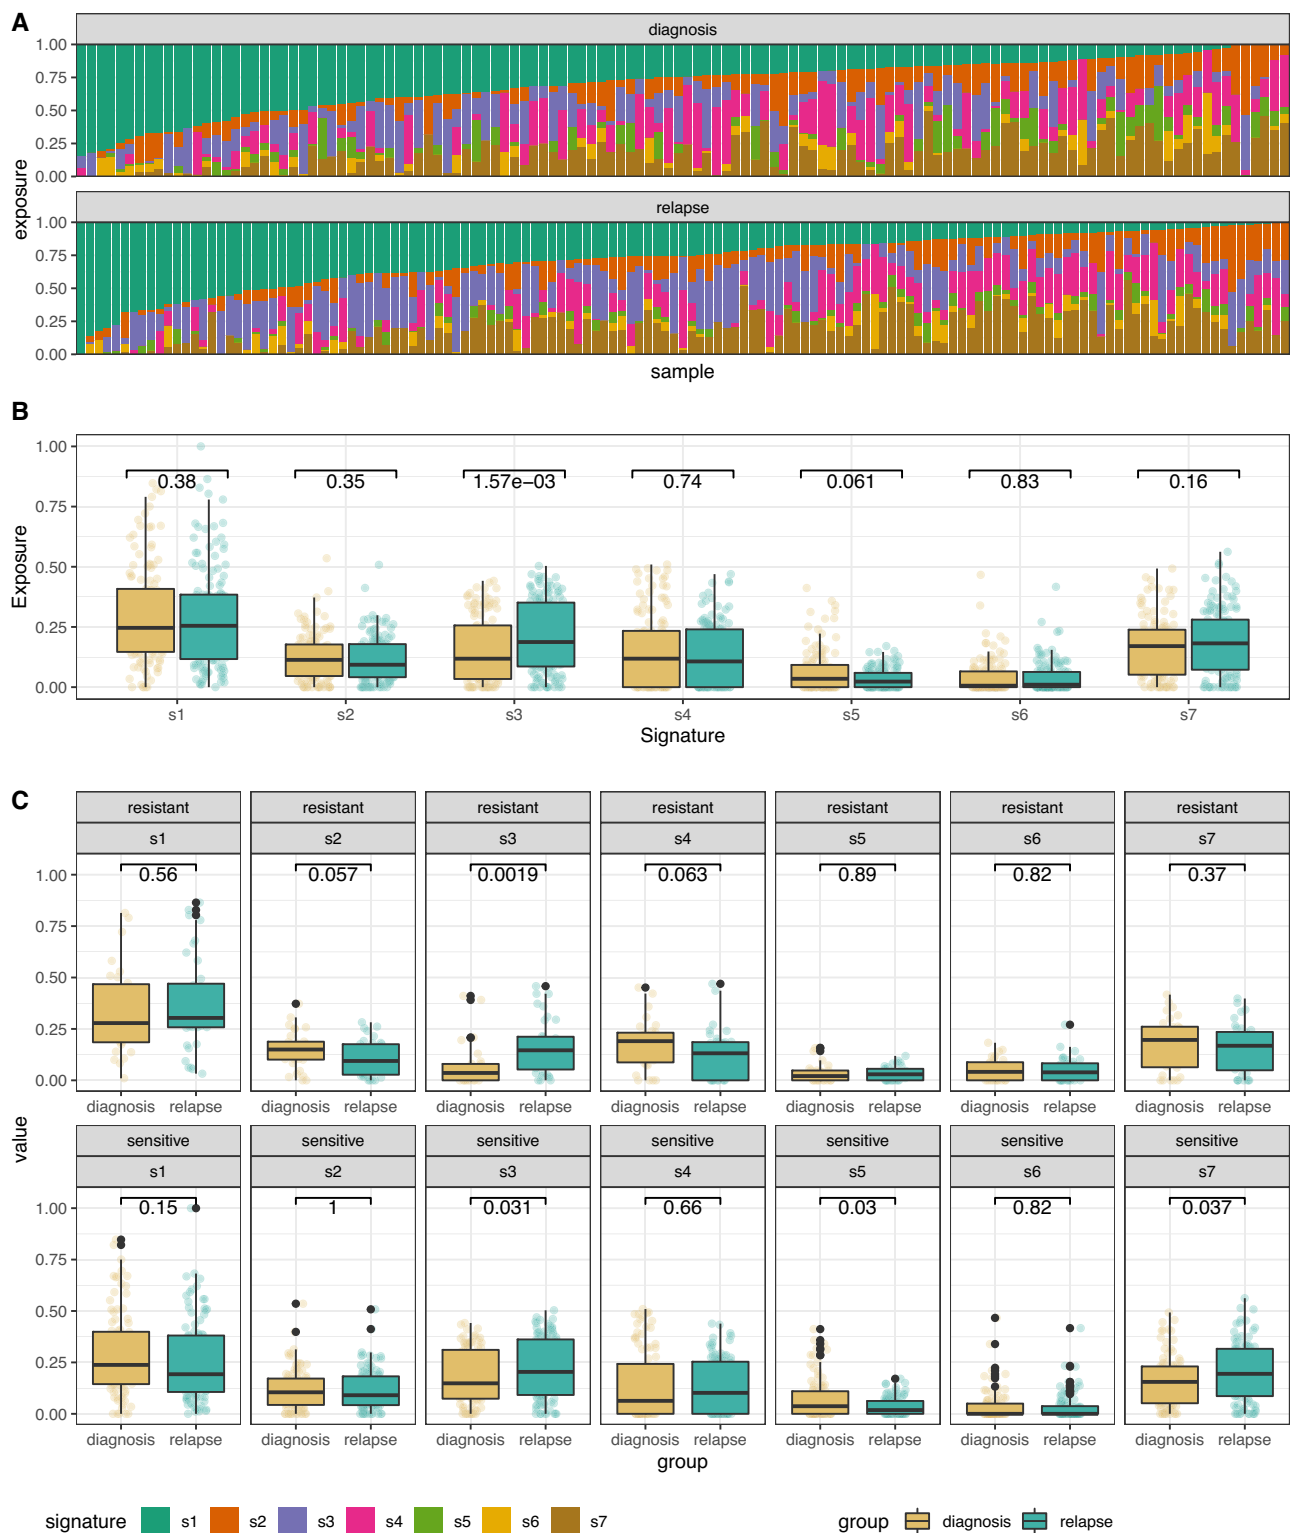 A
diagnosis
1.00
0.75
0.50
0.25
0.00
exposure
relapse
1.00
0.75
0.50
0.25
0.00
sample
B
1.00
0.75
0.50
0.25
0.00
Exposure
0.38 0.35 1.57e−03 0.74 0.061 0.83 0.16
s1 s2 s3 s4 s5 s6 s7
Signature
C
resistant resistant resistant resistant resistant resistant resistant
s1 s2 s3 s4 s5 s6 s7
0.56 0.057 0.0019 0.063 0.89 0.82 0.37
1.00
0.75
0.50
0.25
0.00
diagnosis relapse diagnosis relapse diagnosis relapse diagnosis relapse diagnosis relapse diagnosis relapse diagnosis relapse
value
sensitive sensitive sensitive sensitive sensitive sensitive sensitive
s1 s2 s3 s4 s5 s6 s7
0.15 1 0.031 0.66 0.03 0.82 0.037
1.00
0.75
0.50
0.25
0.00
diagnosis relapse diagnosis relapse diagnosis relapse diagnosis relapse diagnosis relapse diagnosis relapse diagnosis relapse
group
signature s1 s2 s3 s4 s5 s6 s7
group diagnosis relapse